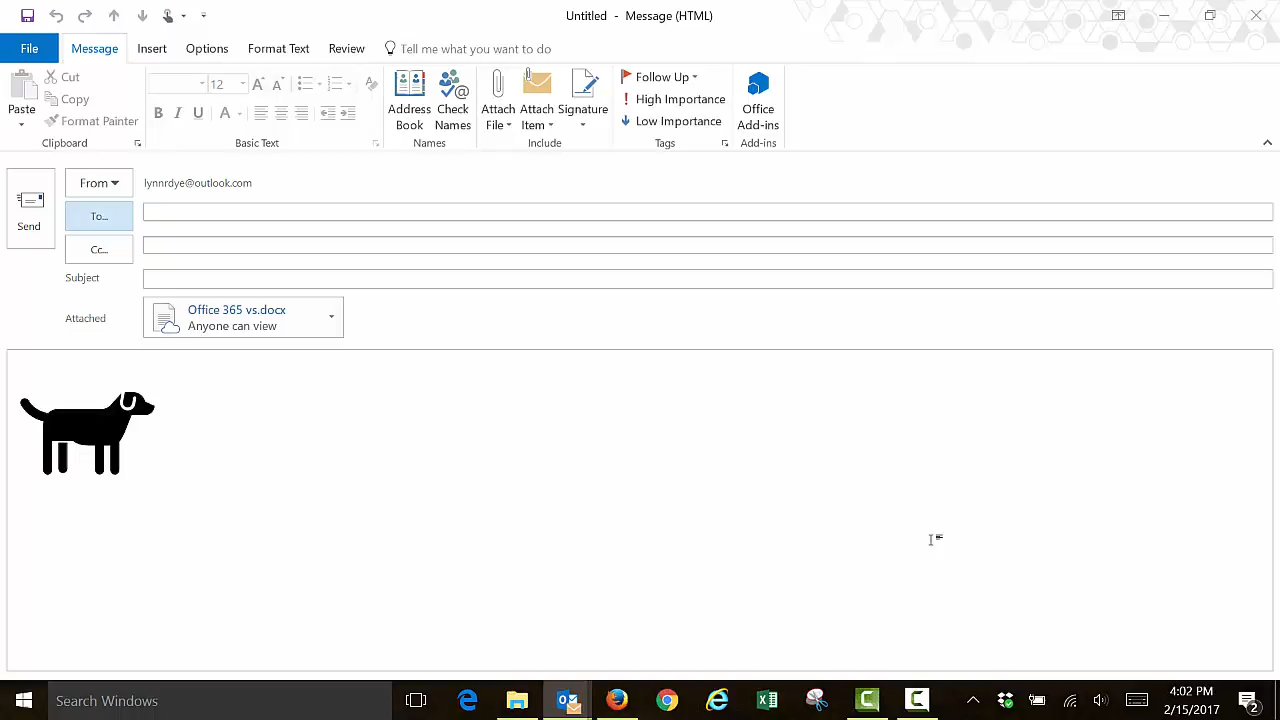 Untitled - Message (HTML)
File Message Insert Options Format Text Review Tell me what you want to do
Paste
Cut
Copy
Format Painter
Clipboard
12
B I U A
Basic Text
Address Book
Check Names
Names
Attach File
Attach Item
Signature
Include
Follow Up
High Importance
Low Importance
Tags
Office Add-ins
Add-ins
Send
From lynnrdye@outlook.com
To...
Cc...
Subject
Attached
Office 365 vs.docx
Anyone can view
Search Windows
4:02 PM
2/15/2017
2